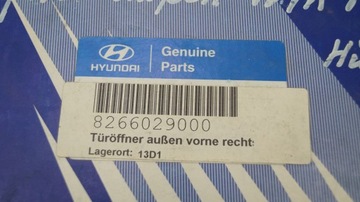 HYUNDAI
Genuine
Parts
8266029000
Türöffner außen vorne recht
Lagerort: 13D1